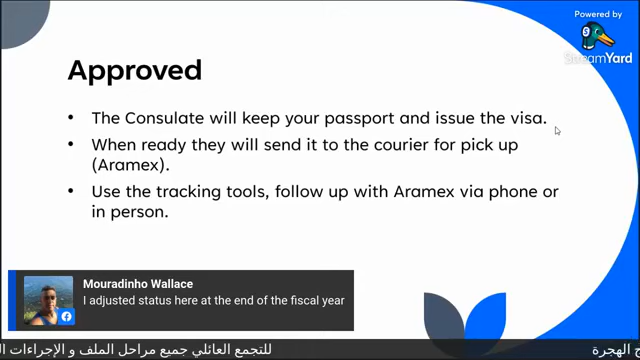 Powered by
StreamYard
Approved
• The Consulate will keep your passport and issue the visa.
• When ready they will send it to the courier for pick up
(Aramex).
• Use the tracking tools, follow up with Aramex via phone or
in person.
Mouradinho Wallace
I adjusted status here at the end of the fiscal year
ح الهجرة
للتجمع العائلي جميع مراحل الملف و الإجراءات ال